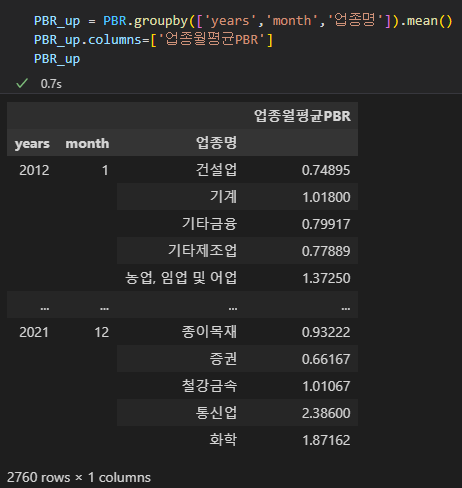 PBR_up = PBR.groupby(['years','month','업종명']).mean()
PBR_up.columns=['업종월평균PBR']
PBR_up
0.7s
업종월평균PBR
years month 업종명
2012 1 건설업 0.74895
기계 1.01800
기타금융 0.79917
기타제조업 0.77889
농업, 임업 및 어업 1.37250
... ... ... ...
2021 12 종이목재 0.93222
증권 0.66167
철강금속 1.01067
통신업 2.38600
화학 1.87162
2760 rows × 1 columns